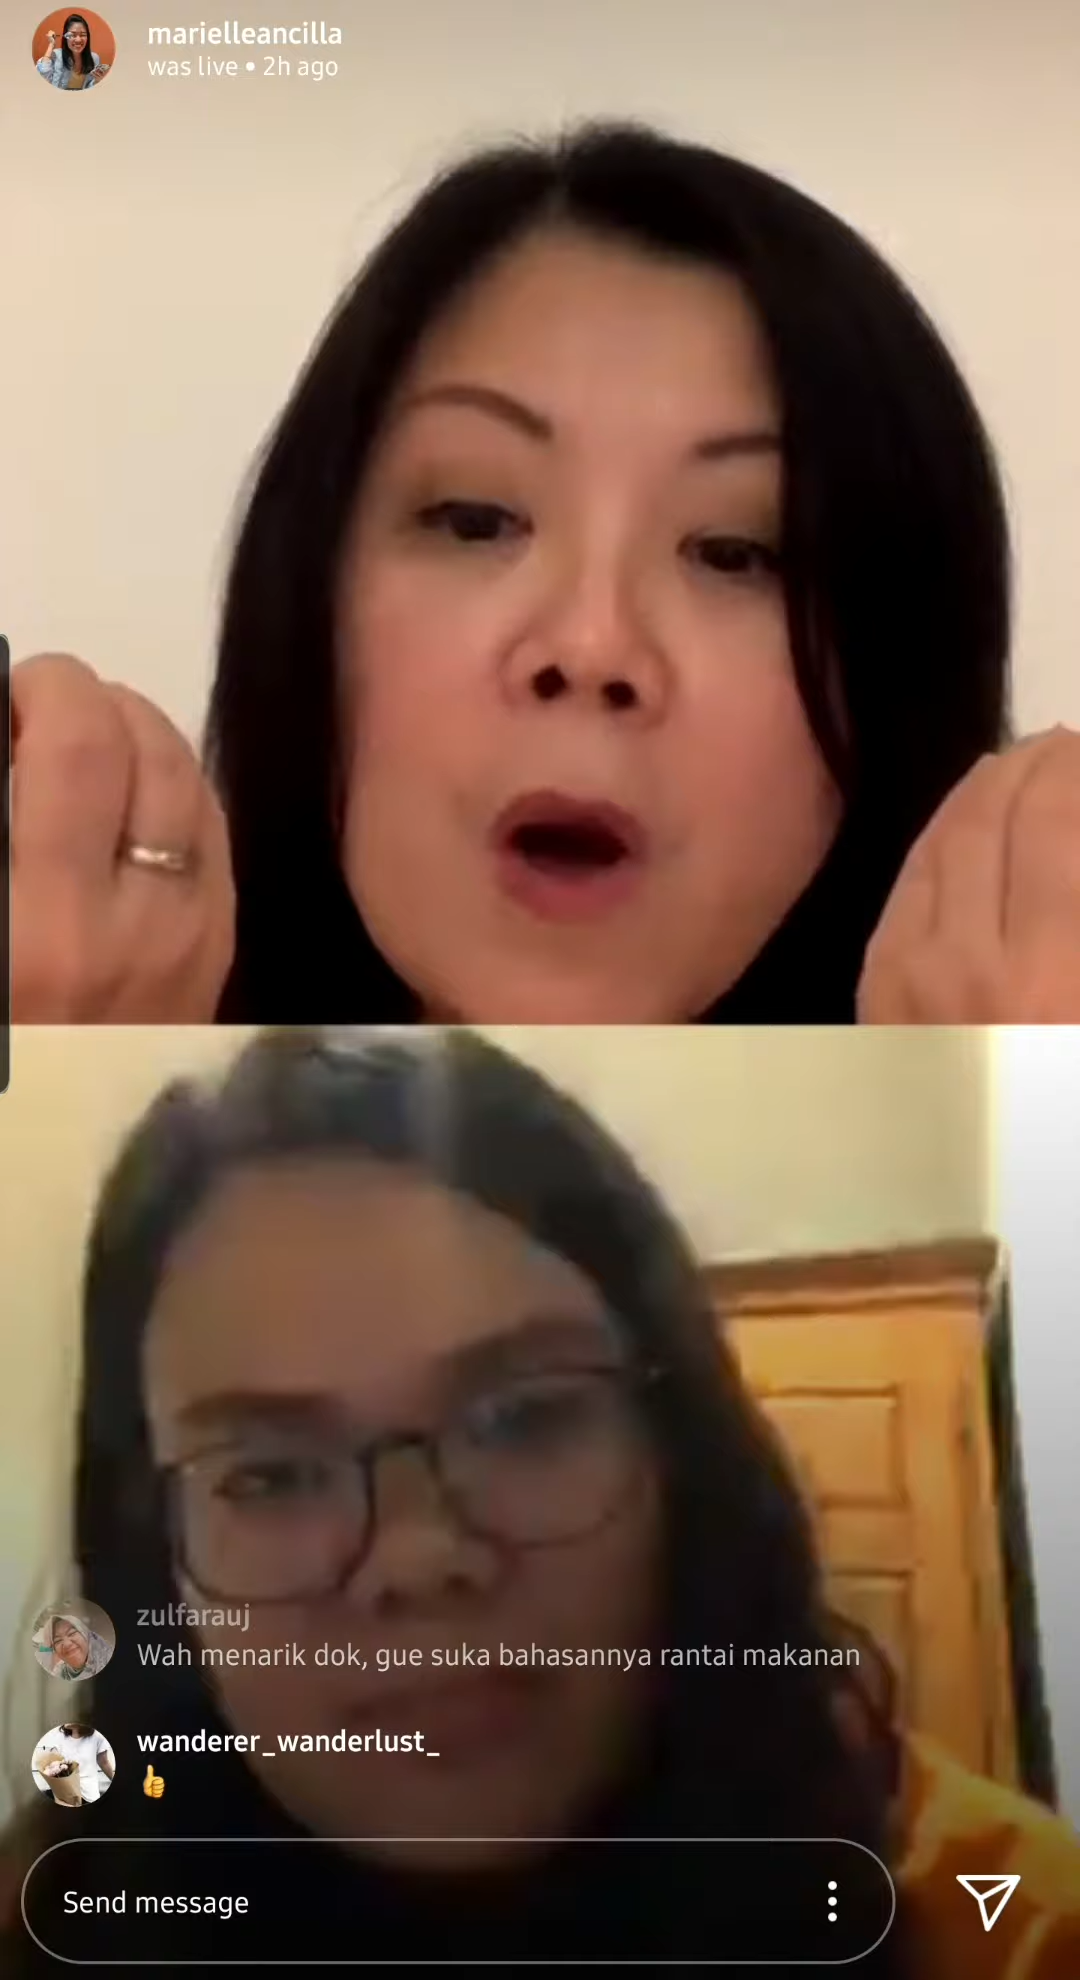 marielleancilla
was live • 2h ago
zulfarauj
Wah menarik dok, gue suka bahasannya rantai makanan
wanderer_wanderlust_
👍
Send message